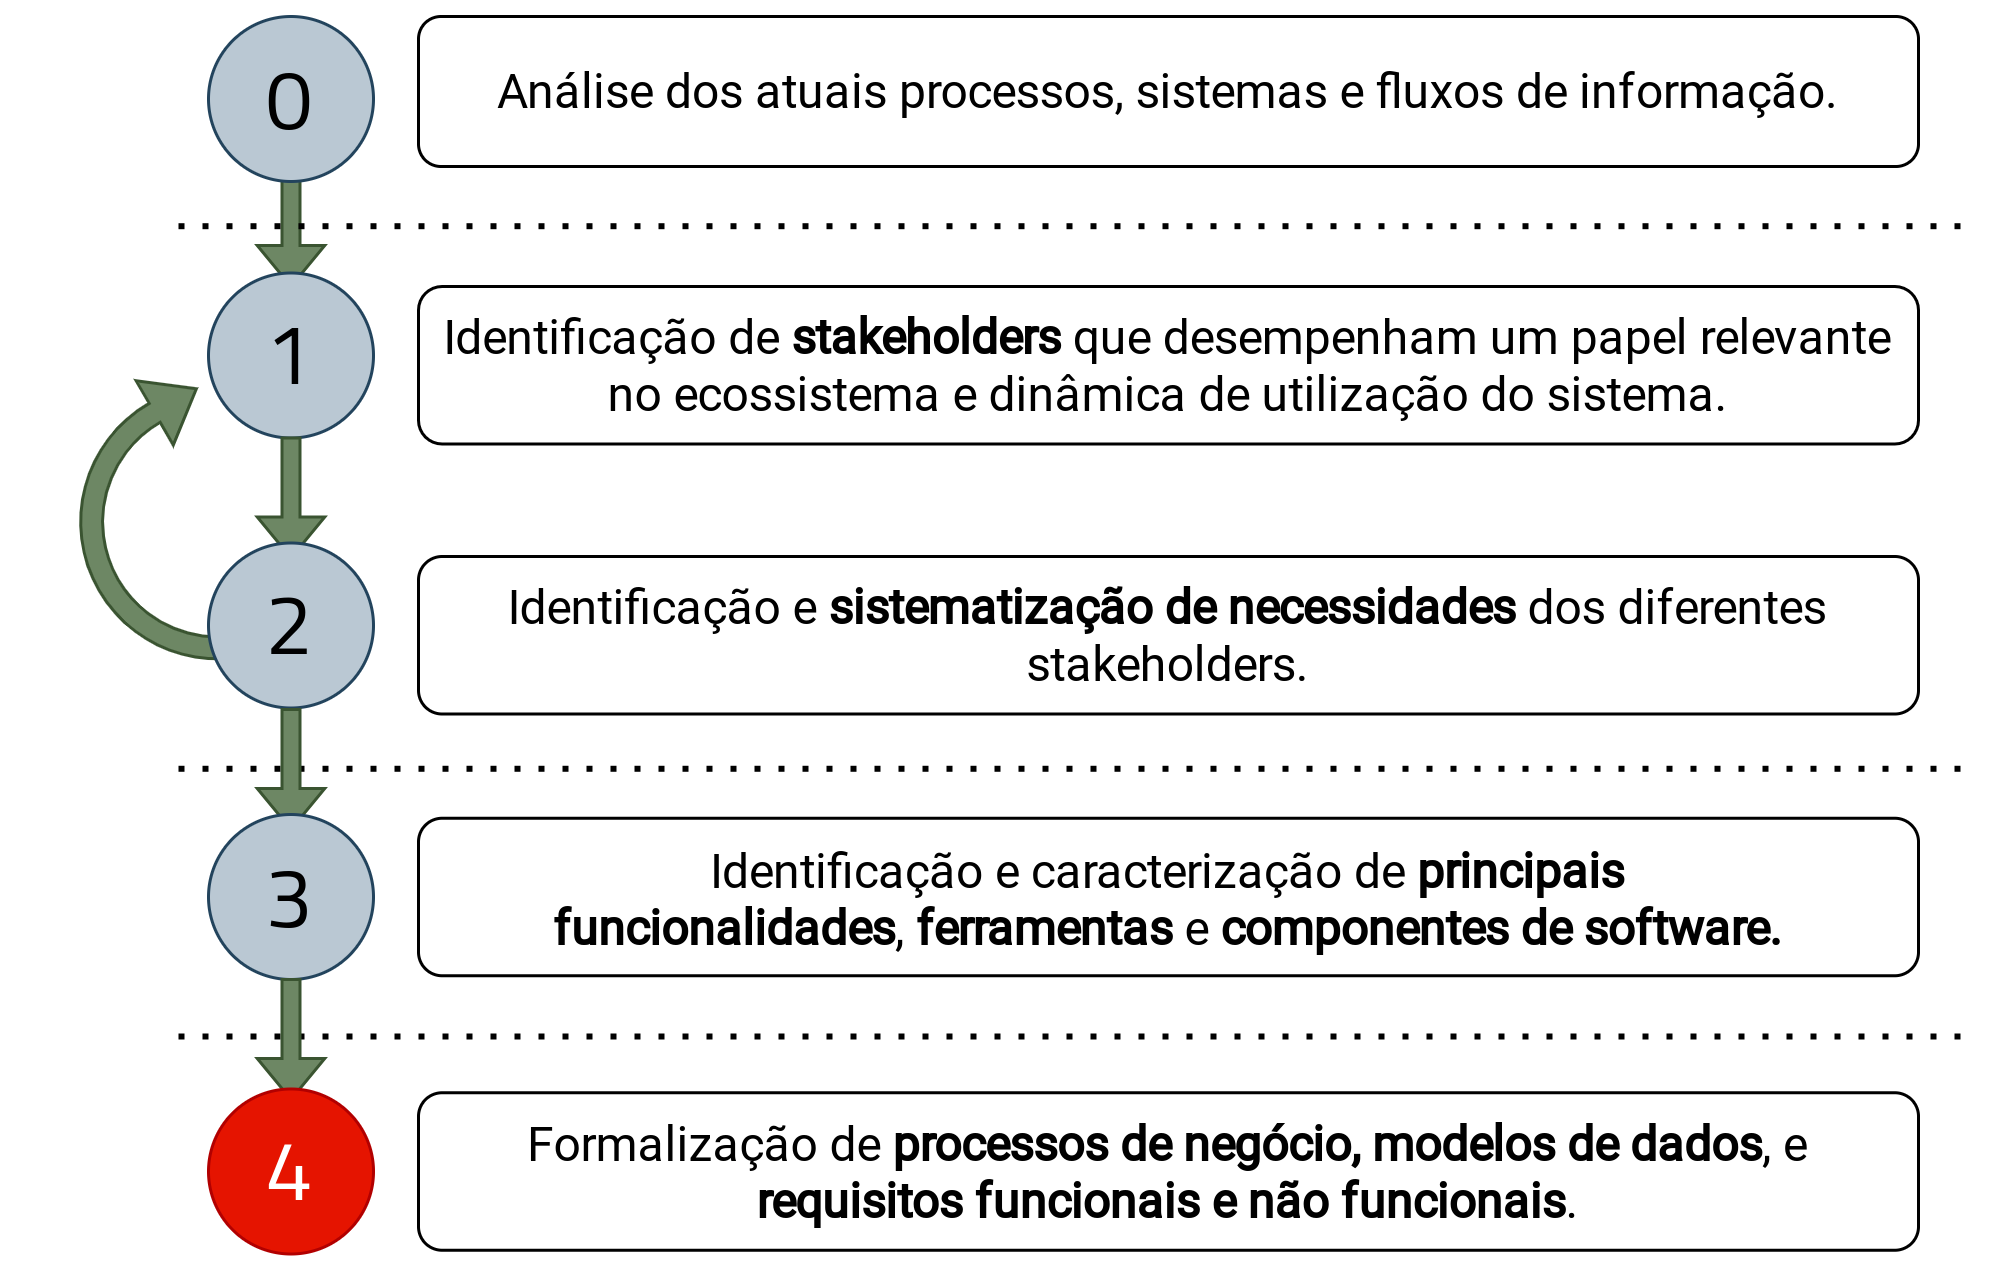 0
Análise dos atuais processos, sistemas e fluxos de informação.
1
Identificação de stakeholders que desempenham um papel relevante
no ecossistema e dinâmica de utilização do sistema.
2
Identificação e sistematização de necessidades dos diferentes
stakeholders.
3
Identificação e caracterização de principais
funcionalidades, ferramentas e componentes de software.
4
Formalização de processos de negócio, modelos de dados, e
requisitos funcionais e não funcionais.